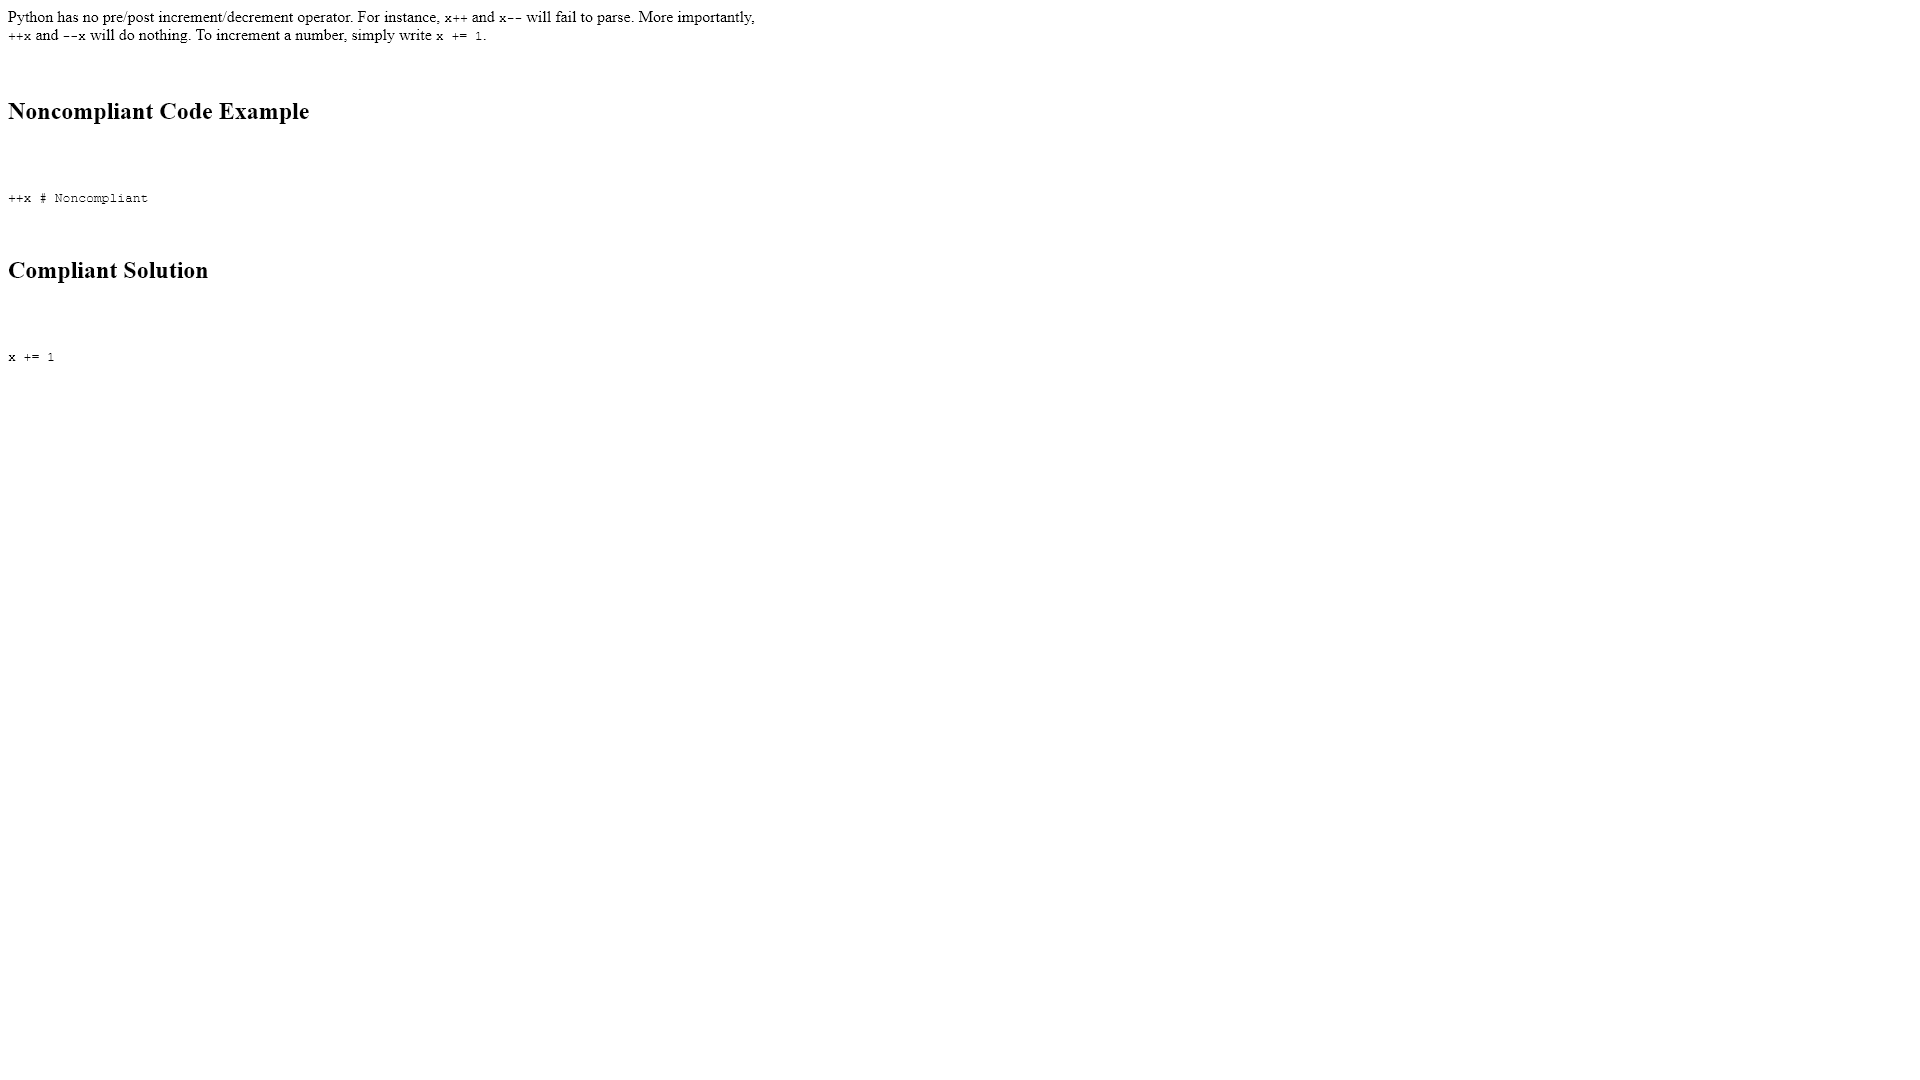 Python has no pre/post increment/decrement operator. For instance, x++ and x-- will fail to parse. More importantly,
++x and --x will do nothing. To increment a number, simply write x += 1.
Noncompliant Code Example
++x # Noncompliant
Compliant Solution
x += 1